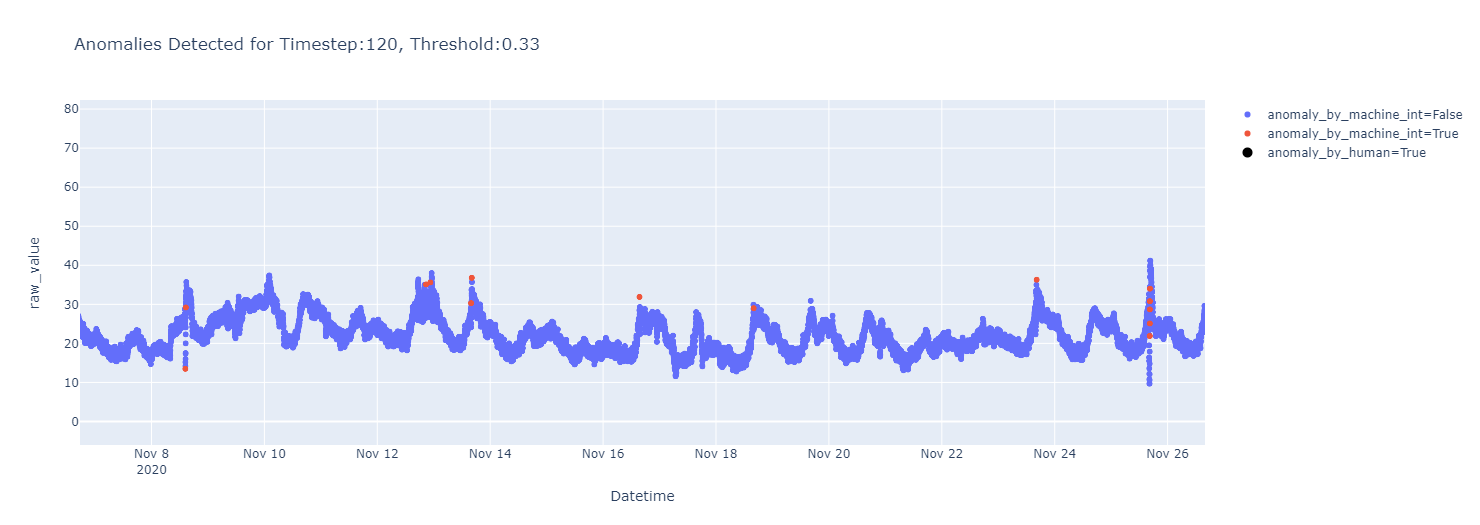 Anomalies Detected for Timestep:120, Threshold:0.33
anomaly_by_machine_int=False
anomaly_by_machine_int=True
anomaly_by_human=True
raw_value
80
70
60
50
40
30
20
10
0
Nov 8
2020
Nov 10
Nov 12
Nov 14
Nov 16
Nov 18
Nov 20
Nov 22
Nov 24
Nov 26
Datetime